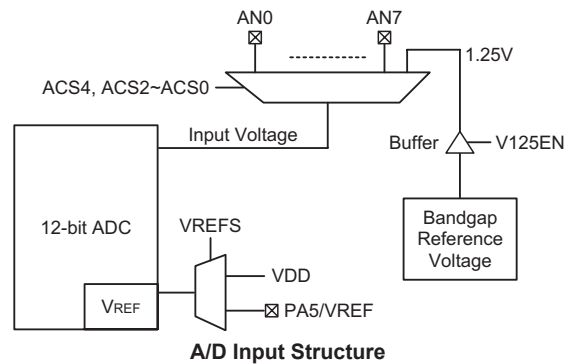 AN0
AN7
1.25V
ACS4, ACS2~ACS0
Input Voltage
Buffer
V125EN
12-bit ADC
VREFS
Bandgap
Reference
Voltage
VDD
VREF
PA5/VREF
A/D Input Structure